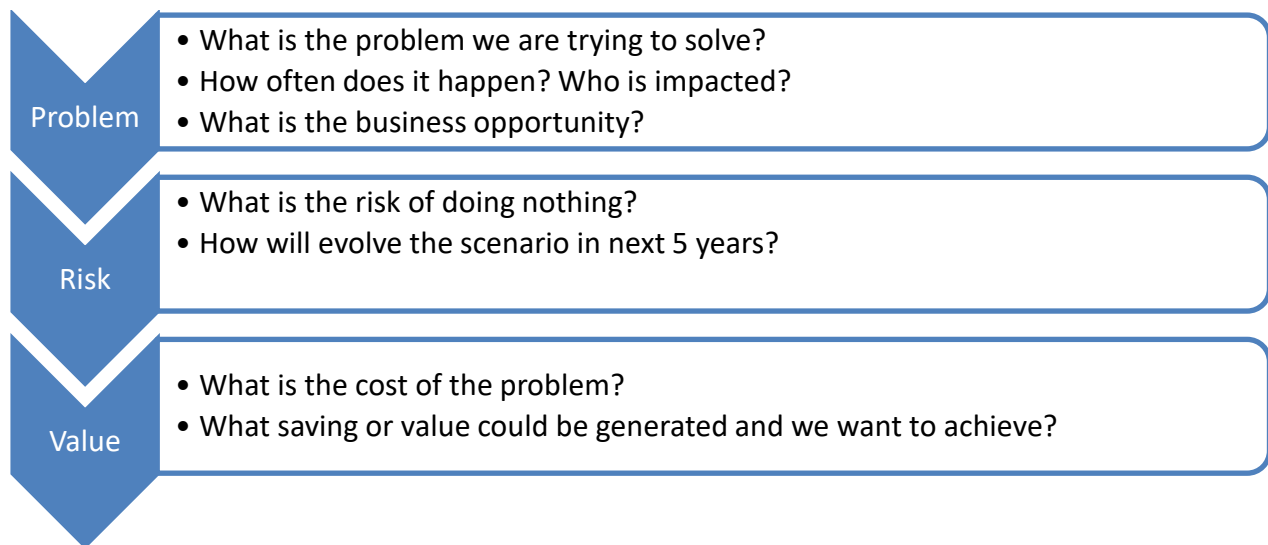 Problem
• What is the problem we are trying to solve?
• How often does it happen? Who is impacted?
• What is the business opportunity?
Risk
• What is the risk of doing nothing?
• How will evolve the scenario in next 5 years?
Value
• What is the cost of the problem?
• What saving or value could be generated and we want to achieve?